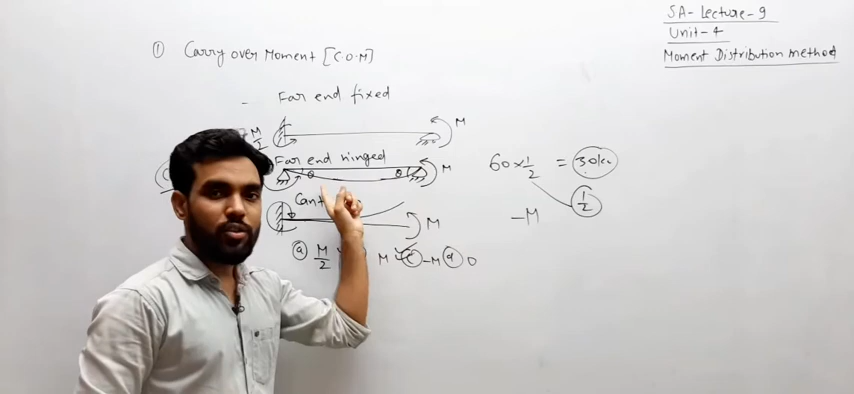 SA- Lecture- 9
Unit- 4
Moment Distribution method
① Carry over Moment [C·O·M]
- Far end fixed
M/2
M
Far end hinged
θ θ M
M
60 × 1/2 = 30
1/2
-M
ⓐ M/2 M ⓒ -M ⓓ 0